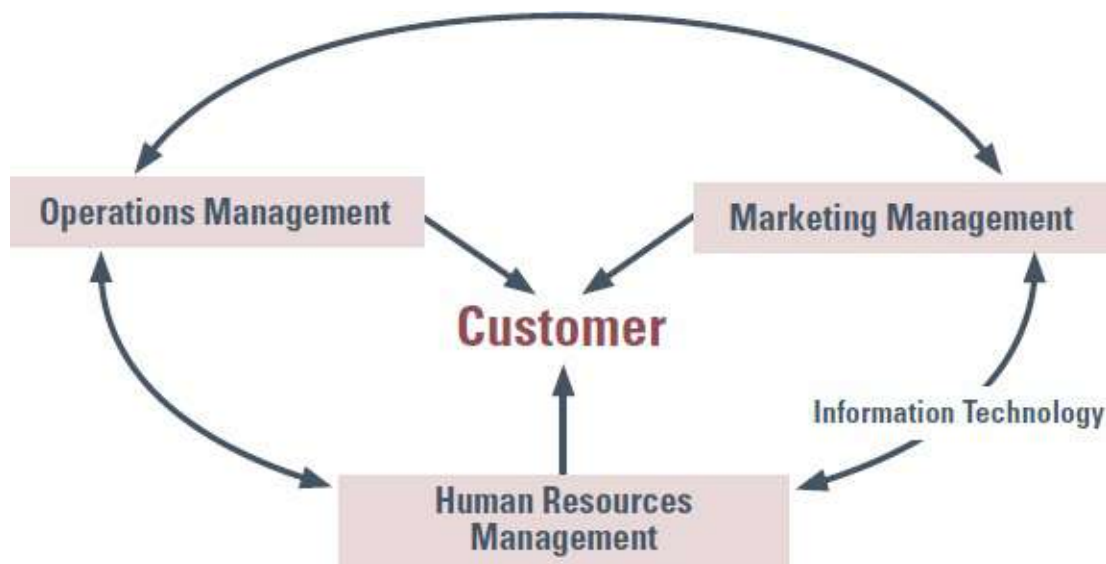 Operations Management
Marketing Management
Customer
Information Technology
Human Resources
Management